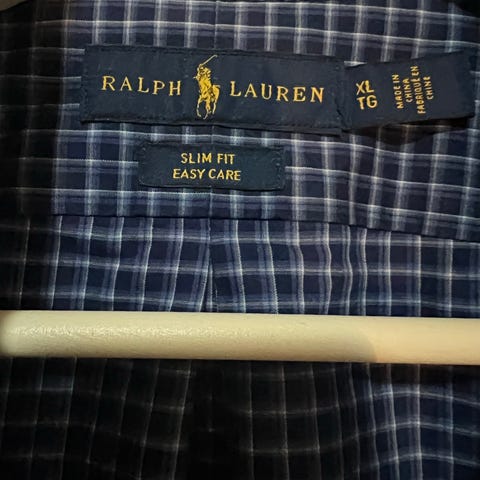 RALPH LAUREN
XL
TG
MADE IN
CHINA
FABRIQUÉ EN
CHINE
SLIM FIT
EASY CARE